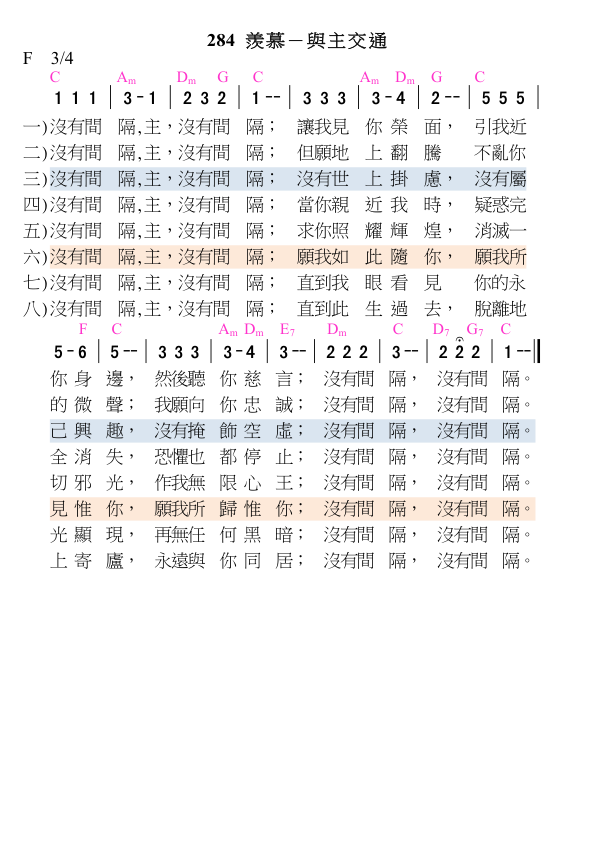 284 羨慕－與主交通
F 3/4
C Am Dm G C Am Dm G C
1 1 1 | 3 - 1 | 2 3 2 | 1 -- | 3 3 3 | 3 - 4 | 2 -- | 5 5 5 |
一)沒有間 隔,主，沒有間 隔； 讓我見 你 榮 面， 引我近
二)沒有間 隔,主，沒有間 隔； 但願地 上 翻 騰 不亂你
三)沒有間 隔,主，沒有間 隔； 沒有世 上 掛 慮， 沒有屬
四)沒有間 隔,主，沒有間 隔； 當你親 近 我 時， 疑惑完
五)沒有間 隔,主，沒有間 隔； 求你照 耀 輝 煌， 消滅一
六)沒有間 隔,主，沒有間 隔； 願我如 此 隨 你， 願我所
七)沒有間 隔,主，沒有間 隔； 直到我 眼 看 見 你的永
八)沒有間 隔,主，沒有間 隔； 直到此 生 過 去， 脫離地
F C Am Dm E7 Dm C D7 G7 C
5 - 6 | 5 -- | 3 3 3 | 3 - 4 | 3 -- | 2 2 2 | 3 -- | 2 2 2 | 1 -- ||
你 身 邊， 然後聽 你 慈 言； 沒有間 隔， 沒有間 隔。
的 微 聲； 我願向 你 忠 誠； 沒有間 隔， 沒有間 隔。
己 興 趣， 沒有掩 飾 空 虛； 沒有間 隔， 沒有間 隔。
全 消 失， 恐懼也 都 停 止； 沒有間 隔， 沒有間 隔。
切 邪 光， 作我無 限 心 王； 沒有間 隔， 沒有間 隔。
見 惟 你， 願我所 歸 惟 你； 沒有間 隔， 沒有間 隔。
光 顯 現， 再無任 何 黑 暗； 沒有間 隔， 沒有間 隔。
上 寄 廬， 永遠與 你 同 居； 沒有間 隔， 沒有間 隔。